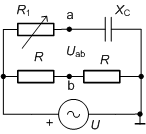 R1 a XC
Uab
R b R
+ U